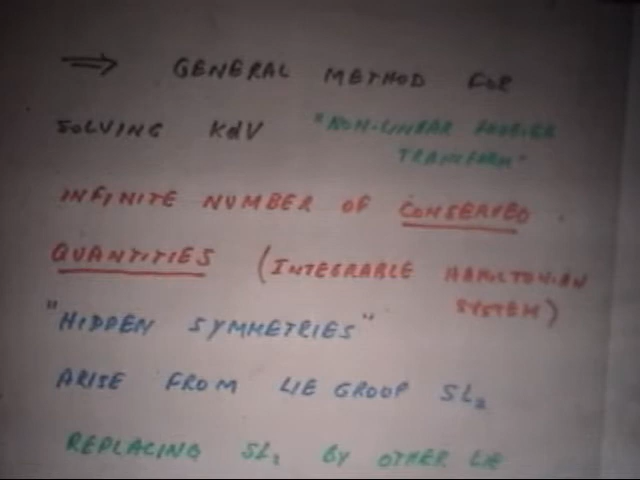 ⇒ GENERAL METHOD FOR
SOLVING KdV "NON-LINEAR FOURIER
TRANSFORM"
INFINITE NUMBER OF CONSERVED
QUANTITIES (INTEGRABLE HAMILTONIAN
SYSTEM)
"HIDDEN SYMMETRIES"
ARISE FROM LIE GROUP SL₂
REPLACING SL₂ BY OTHER LIE